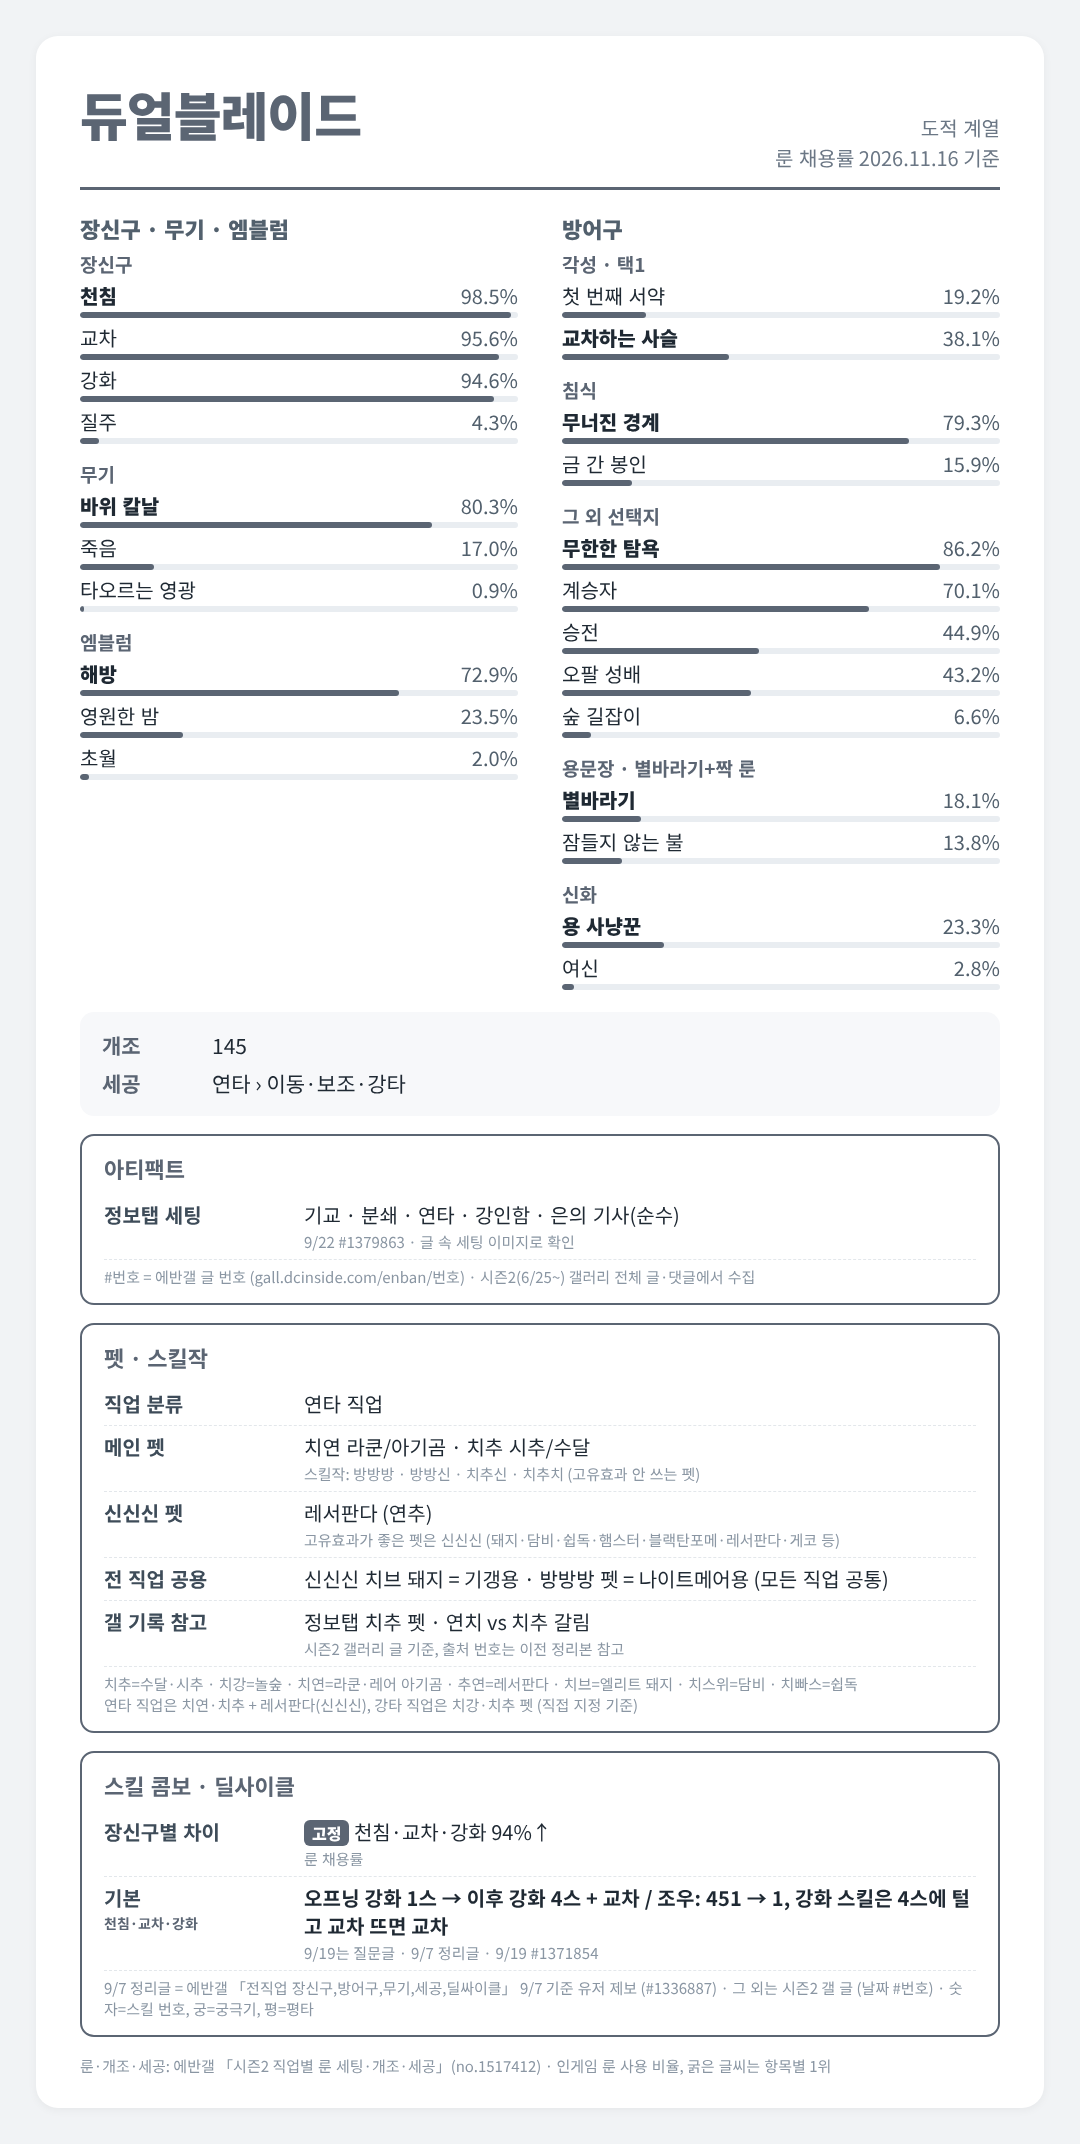 듀얼블레이드
도적 계열
룬 채용률 2026.11.16 기준
장신구 · 무기 · 엠블럼
장신구
천침 98.5%
교차 95.6%
강화 94.6%
질주 4.3%
무기
바위 칼날 80.3%
죽음 17.0%
타오르는 영광 0.9%
엠블럼
해방 72.9%
영원한 밤 23.5%
초월 2.0%
방어구
각성 · 택1
첫 번째 서약 19.2%
교차하는 사슬 38.1%
침식
무너진 경계 79.3%
금 간 봉인 15.9%
그 외 선택지
무한한 탐욕 86.2%
계승자 70.1%
승전 44.9%
오팔 성배 43.2%
숲 길잡이 6.6%
용문장 · 별바라기+짝 룬
별바라기 18.1%
잠들지 않는 불 13.8%
신화
용 사냥꾼 23.3%
여신 2.8%
개조 145
세공 연타 › 이동·보조·강타
아티팩트
정보탭 세팅 기교 · 분쇄 · 연타 · 강인함 · 은의 기사(순수)
9/22 #1379863 · 글 속 세팅 이미지로 확인
#번호 = 에반갤 글 번호 (gall.dcinside.com/enban/번호) · 시즌2(6/25~) 갤러리 전체 글·댓글에서 수집
펫 · 스킬작
직업 분류 연타 직업
메인 펫 치연 라쿤/아기곰 · 치추 시추/수달
스킬작: 방방방 · 방방신 · 치추신 · 치추치 (고유효과 안 쓰는 펫)
신신신 펫 레서판다 (연추)
고유효과가 좋은 펫은 신신신 (돼지·담비·쉽독·햄스터·블랙탄포메·레서판다·게코 등)
전 직업 공용 신신신 치브 돼지 = 기갱용 · 방방방 펫 = 나이트메어용 (모든 직업 공통)
갤 기록 참고 정보탭 치추 펫 · 연치 vs 치추 갈림
시즌2 갤러리 글 기준, 출처 번호는 이전 정리본 참고
치추=수달·시추 · 치강=놀숲 · 치연=라쿤·레어 아기곰 · 추연=레서판다 · 치브=엘리트 돼지 · 치스위=담비 · 치빠스=쉽독
연타 직업은 치연·치추 + 레서판다(신신신), 강타 직업은 치강·치추 펫 (직접 지정 기준)
스킬 콤보 · 딜사이클
장신구별 차이 고정 천침·교차·강화 94%↑
룬 채용률
기본 오프닝 강화 1스 → 이후 강화 4스 + 교차 / 조우: 451 → 1, 강화 스킬은 4스에 털
천침·교차·강화 고 교차 뜨면 교차
9/19는 질문글 · 9/7 정리글 · 9/19 #1371854
9/7 정리글 = 에반갤 「전직업 장신구,방어구,무기,세공,딜싸이클」 9/7 기준 유저 제보 (#1336887) · 그 외는 시즌2 갤 글 (날짜 #번호) · 숫
자=스킬 번호, 궁=궁극기, 평=평타
룬·개조·세공: 에반갤 「시즌2 직업별 룬 세팅·개조·세공」(no.1517412) · 인게임 룬 사용 비율, 굵은 글씨는 항목별 1위